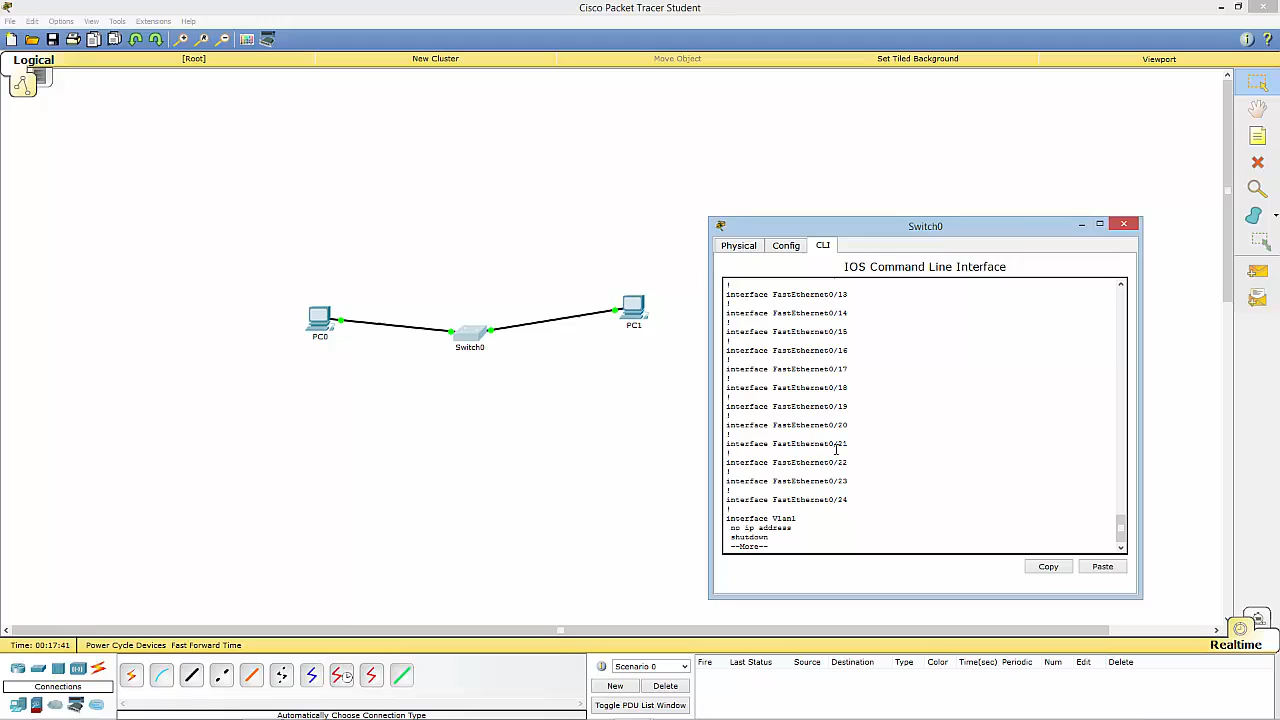 Cisco Packet Tracer Student
File Edit Options View Tools Extensions Help
Logical [Root] New Cluster Move Object Set Tiled Background Viewport
Switch0
Physical Config CLI
IOS Command Line Interface
!
interface FastEthernet0/13
!
interface FastEthernet0/14
!
interface FastEthernet0/15
!
interface FastEthernet0/16
!
interface FastEthernet0/17
!
interface FastEthernet0/18
!
interface FastEthernet0/19
!
interface FastEthernet0/20
!
interface FastEthernet0/21
!
interface FastEthernet0/22
!
interface FastEthernet0/23
!
interface FastEthernet0/24
!
interface Vlan1
no ip address
shutdown
--More--
Copy Paste
PC0
Switch0
PC1
Time: 00:17:41 Power Cycle Devices Fast Forward Time Realtime
Connections
Automatically Choose Connection Type
Scenario 0
New Delete
Toggle PDU List Window
Fire Last Status Source Destination Type Color Time(sec) Periodic Num Edit Delete